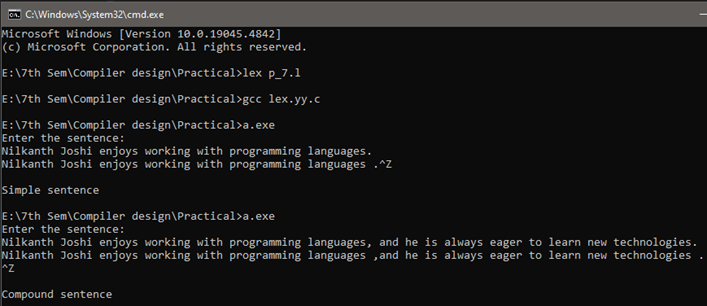 C:\Windows\System32\cmd.exe
Microsoft Windows [Version 10.0.19045.4842]
(c) Microsoft Corporation. All rights reserved.
E:\7th Sem\Compiler design\Practical>lex p_7.l
E:\7th Sem\Compiler design\Practical>gcc lex.yy.c
E:\7th Sem\Compiler design\Practical>a.exe
Enter the sentence:
Nilkanth Joshi enjoys working with programming languages.
Nilkanth Joshi enjoys working with programming languages .^Z
Simple sentence
E:\7th Sem\Compiler design\Practical>a.exe
Enter the sentence:
Nilkanth Joshi enjoys working with programming languages, and he is always eager to learn new technologies.
Nilkanth Joshi enjoys working with programming languages ,and he is always eager to learn new technologies .
^Z
Compound sentence